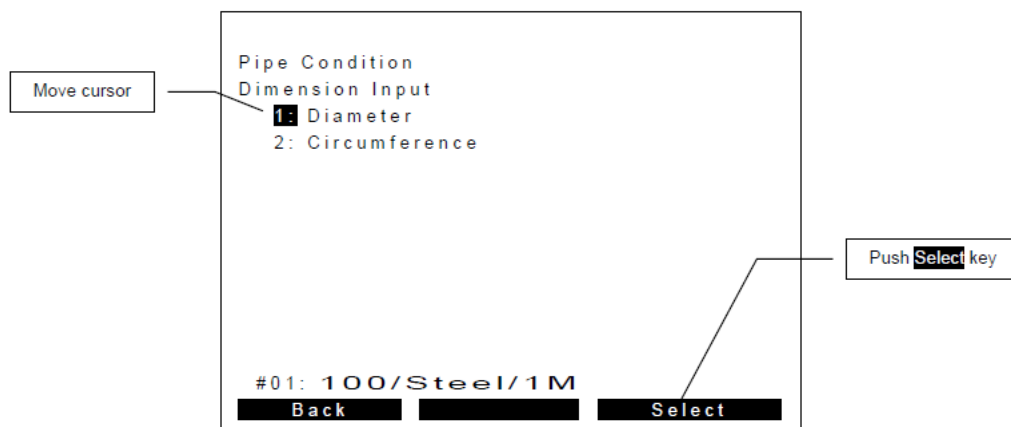 Pipe Condition
Dimension Input
Move cursor
1: Diameter
2: Circumference
Push Select key
#01: 100/Steel/1M
Back
Select